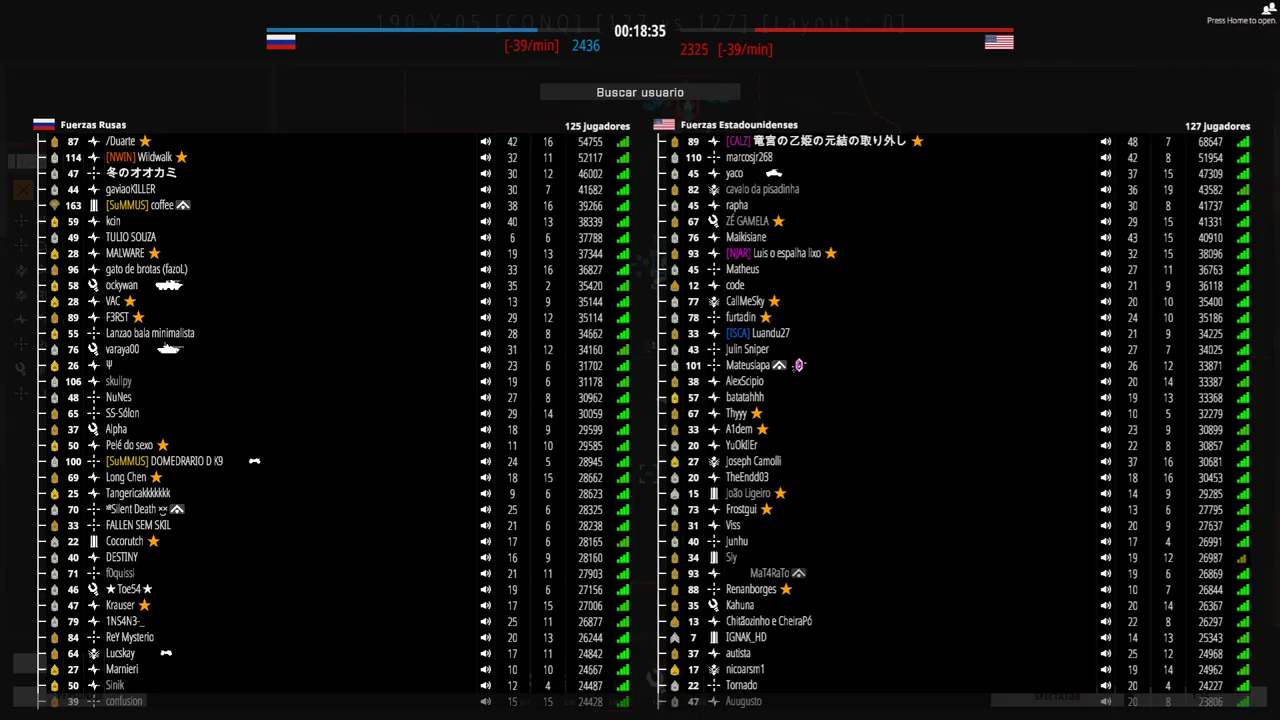 190-Y-05 [CONQ] [127 vs 127] [Layout : 0]
Press Home to open.
00:18:35
[-39/min] 2436
2325 [-39/min]
Buscar usuario
Fuerzas Rusas 125 jugadores
87 /Duarte 42 16 54755
114 [NWIN] Wildwalk 32 11 52117
47 冬のオオカミ 30 12 46002
44 gaviaoKILLER 30 7 41682
163 [SuMMUS] coffee 38 16 39266
59 kcin 40 13 38339
49 TULIO SOUZA 6 6 37788
28 MALWARE 19 13 37344
96 gato de brotas (fazoL) 33 16 36827
58 ockywan 35 2 35420
28 VAC 13 9 35144
89 F3RST 29 12 35114
55 Lanzao bala minimalista 28 8 34662
76 varaya00 31 12 34160
26 Ψ 23 6 31702
106 skullpy 19 6 31178
48 NuNes 27 8 30962
65 SS-Sólon 29 14 30059
37 Alpha 18 9 29599
50 Pelé do sexo 11 10 29585
100 [SuMMUS] DOMEDRARIO D K9 24 5 28945
69 Long Chen 18 15 28662
25 Tangericakkkkkkk 9 6 28623
70 Silent Death 25 6 28325
33 FALLEN SEM SKIL 21 6 28238
22 Cocorutch 17 6 28165
40 DESTINY 16 9 28160
71 f0quissi 21 11 27903
46 ★Toe54★ 19 6 27156
47 Krauser 17 15 27006
79 1NS4N3-_ 25 11 26877
84 ReY Mysterio 20 13 26244
64 Lucskay 17 11 24842
27 Marnieri 10 10 24667
50 Sinik 12 4 24487
39 confusion 15 15 24428
Fuerzas Estadounidenses 127 jugadores
89 [CALZ] 竜宮の乙姫の元結の取り外し 48 7 68647
110 marcosjr268 42 8 51954
45 yaco 37 15 47309
82 cavalo da pisadinha 36 19 43582
45 rapha 30 8 41737
67 ZÉ GAMELA 29 15 41331
76 Maikisiane 43 15 40910
93 [NJAR] Luis o espalha lixo 32 15 38096
45 Matheus 27 11 36763
12 code 21 9 36118
77 CallMeSky 20 10 35400
78 furtadin 24 10 35186
33 [ISCA] Luandu27 21 9 34225
43 Julin Sniper 27 7 34025
101 Mateuslapa 26 12 33871
38 AlexScipio 20 14 33387
57 batatahhh 19 13 33368
67 Thyyy 10 5 32279
33 A1dem 23 9 30899
20 YuOkIlEr 22 8 30857
27 Joseph Camolli 37 16 30681
20 TheEndd03 18 16 30453
15 João Ligeiro 14 9 29285
73 Frostgui 13 6 27795
31 Viss 20 9 27637
40 Junhu 17 4 26991
34 Sly 19 12 26987
93 MaT4RaTo 19 6 26869
88 Renanborges 10 7 26844
35 Kahuna 20 14 26367
13 Chitãozinho e CheiraPó 22 8 26297
7 IGNAK_HD 14 13 25343
37 autista 25 12 24968
17 nicoarsm1 19 14 24962
22 Tornado 20 4 24227
47 Auugusto 20 8 23806
SPECTATOR